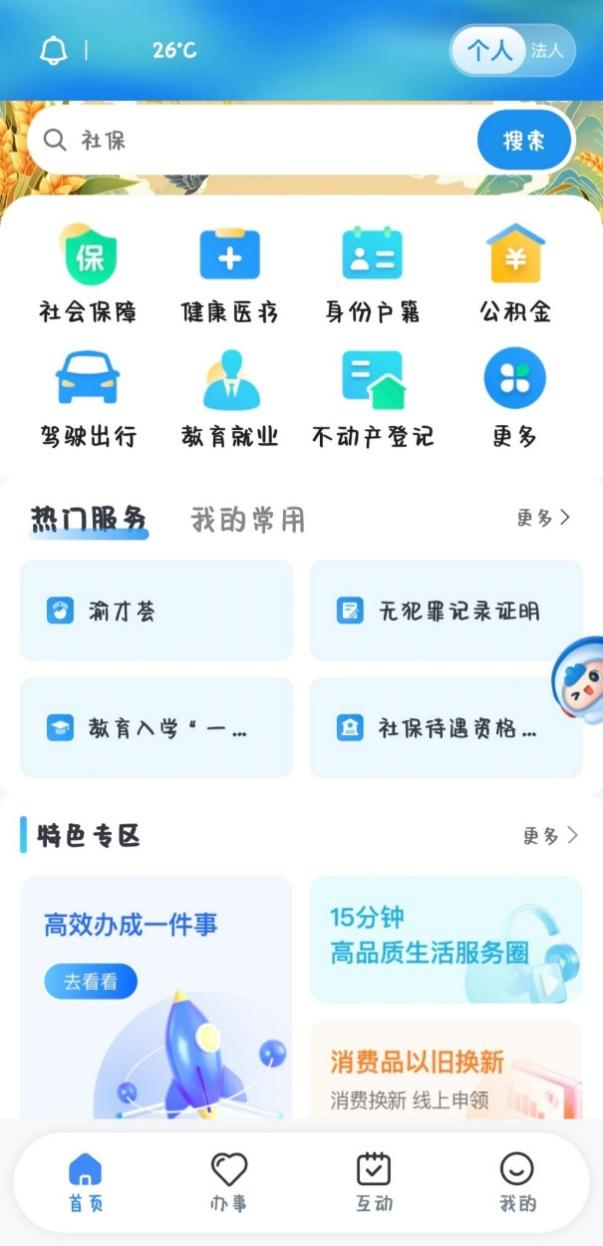 26°C
个人 法人
社保
搜索
保
¥
社会保障 健康医疗 身份户籍 公积金
驾驶出行 教育就业 不动产登记 更多
热门服务 我的常用 更多
渝才荟 无犯罪记录证明
教育入学“一... 社保待遇资格...
特色专区 更多
高效办成一件事
去看看
15分钟
高品质生活服务圈
消费品以旧换新
消费换新 线上申领
首页 办事 互动 我的